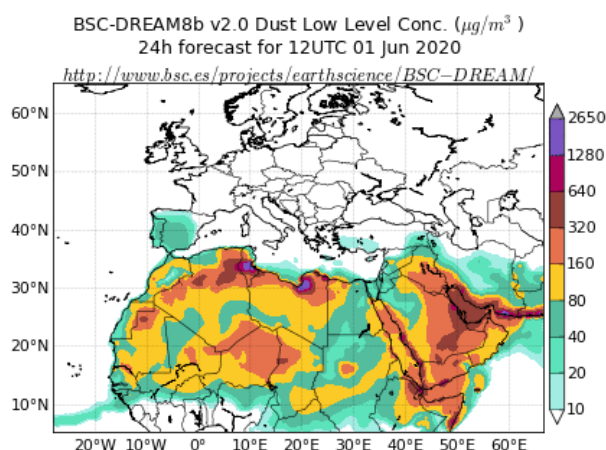 BSC-DREAM8b v2.0 Dust Low Level Conc. (μg/m³ )
24h forecast for 12UTC 01 Jun 2020
http://www.bsc.es/projects/earthscience/BSC−DREAM/
60°N
50°N
40°N
30°N
20°N
10°N
20°W 10°W 0° 10°E 20°E 30°E 40°E 50°E 60°E
2650
1280
640
320
160
80
40
20
10